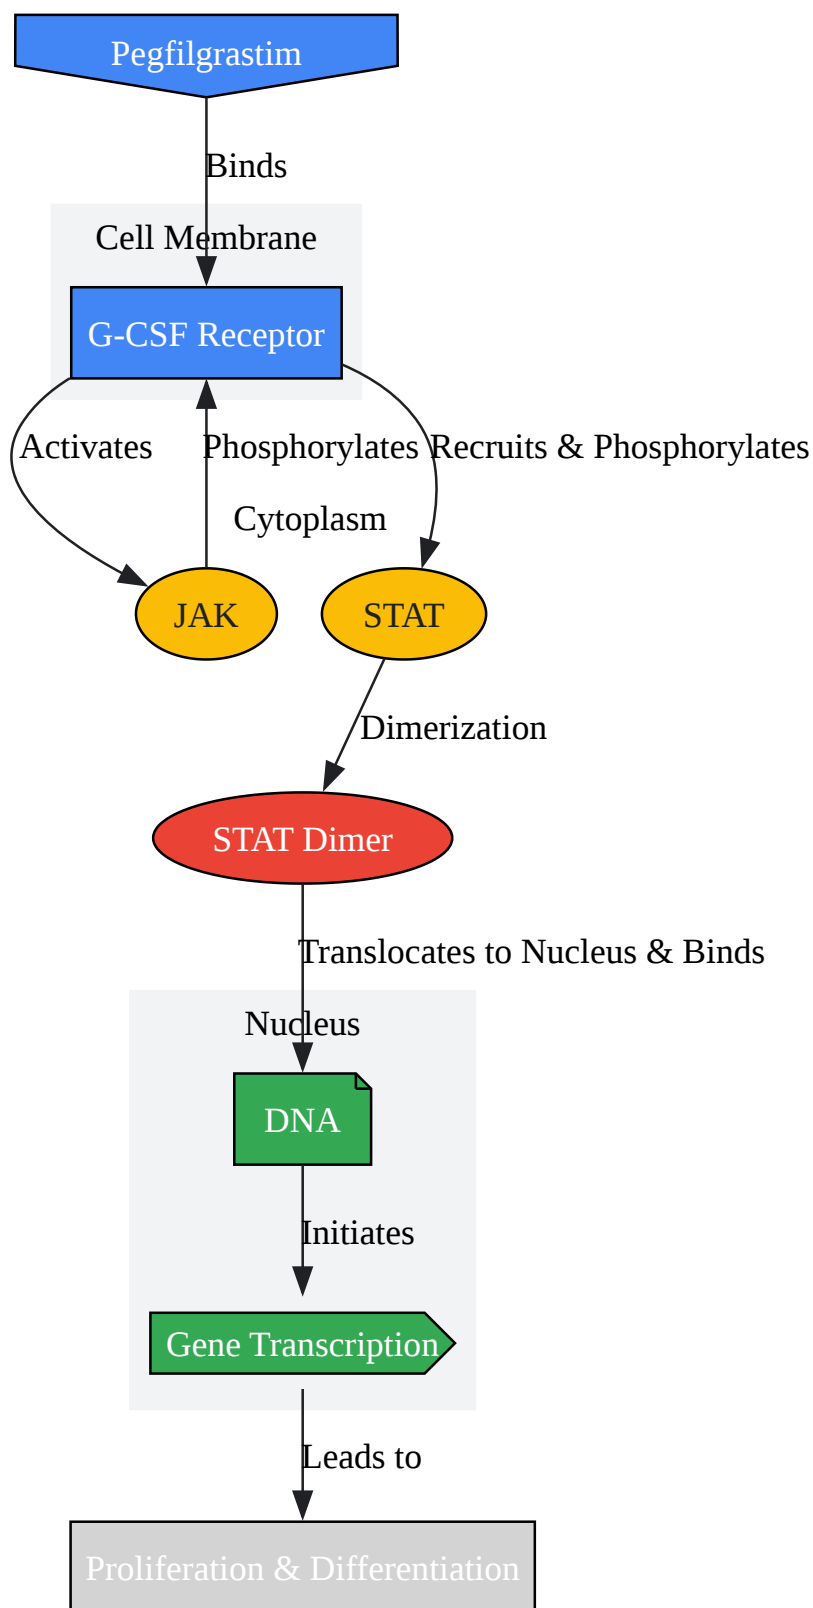 Pegfilgrastim
Binds
Cell Membrane
G-CSF Receptor
Activates
Phosphorylates
Recruits & Phosphorylates
Cytoplasm
JAK
STAT
Dimerization
STAT Dimer
Translocates to Nucleus & Binds
Nucleus
DNA
Initiates
Gene Transcription
Leads to
Proliferation & Differentiation